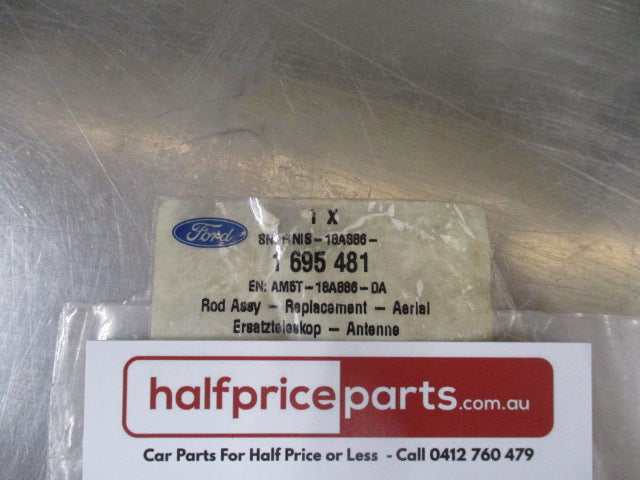 1 X
Ford
1 695 481
EN: AM5T-18A886-DA
Rod Assy - Replacement - Aerial
Ersatzteleskop - Antenne
halfpriceparts.com.au
Car Parts For Half Price or Less - Call 0412 760 479